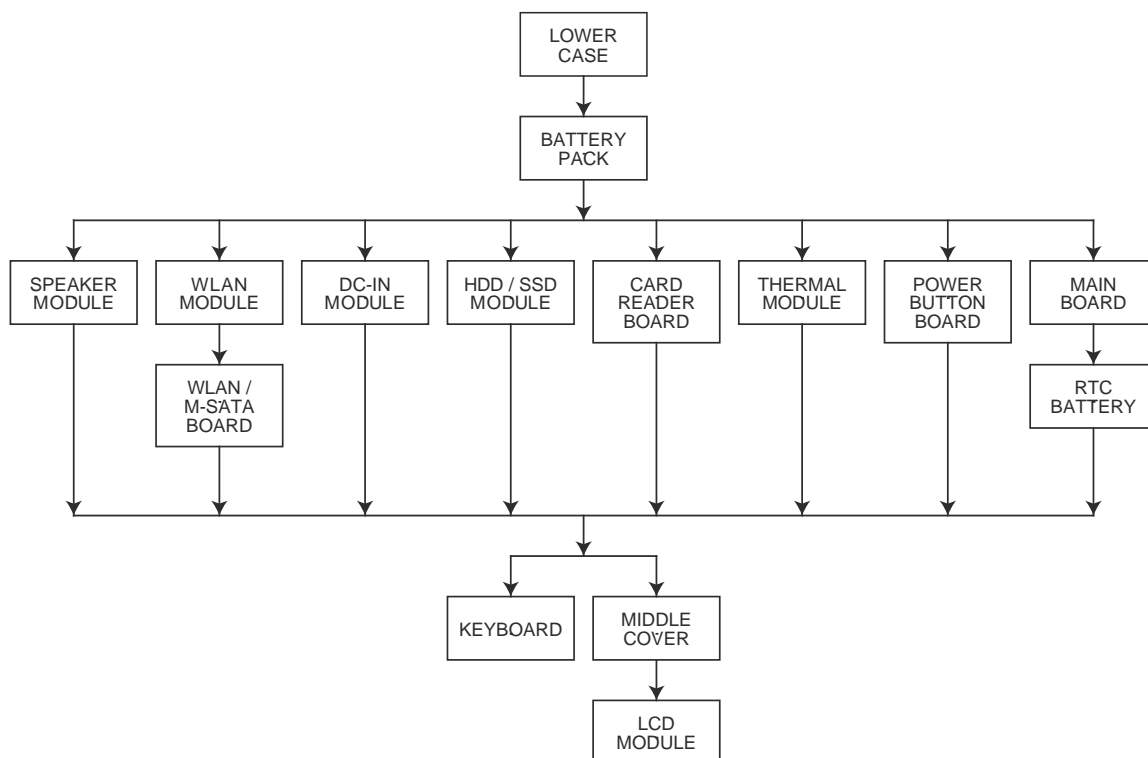 LOWER
CASE
BATTERY
PACK
SPEAKER
MODULE
WLAN
MODULE
DC-IN
MODULE
HDD / SSD
MODULE
CARD
READER
BOARD
THERMAL
MODULE
POWER
BUTTON
BOARD
MAIN
BOARD
WLAN /
M-SATA
BOARD
RTC
BATTERY
KEYBOARD
MIDDLE
COVER
LCD
MODULE